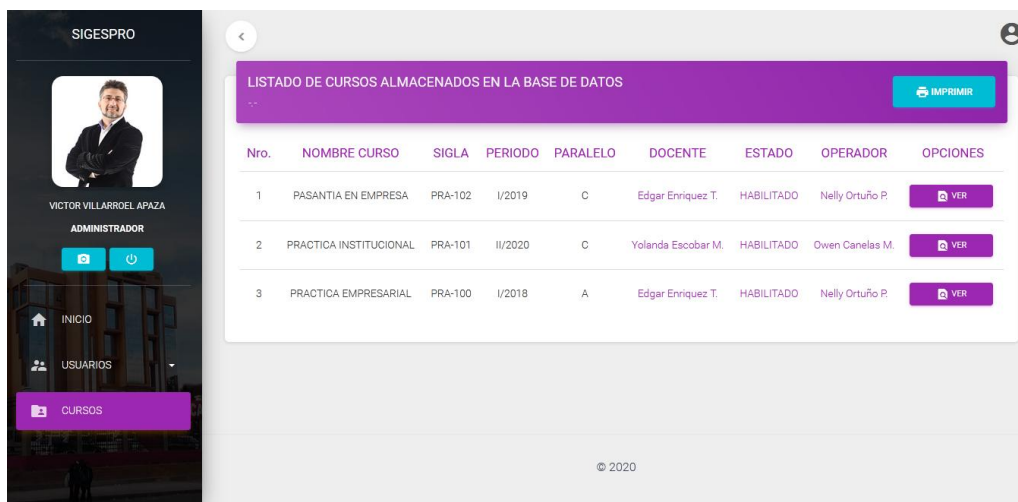 SIGESPRO
VICTOR VILLARROEL APAZA
ADMINISTRADOR
INICIO
USUARIOS
CURSOS
LISTADO DE CURSOS ALMACENADOS EN LA BASE DE DATOS
-.-
IMPRIMIR
Nro. NOMBRE CURSO SIGLA PERIODO PARALELO DOCENTE ESTADO OPERADOR OPCIONES
1 PASANTIA EN EMPRESA PRA-102 I/2019 C Edgar Enriquez T. HABILITADO Nelly Ortuño P. VER
2 PRACTICA INSTITUCIONAL PRA-101 II/2020 C Yolanda Escobar M. HABILITADO Owen Canelas M. VER
3 PRACTICA EMPRESARIAL PRA-100 I/2018 A Edgar Enriquez T. HABILITADO Nelly Ortuño P. VER
© 2020